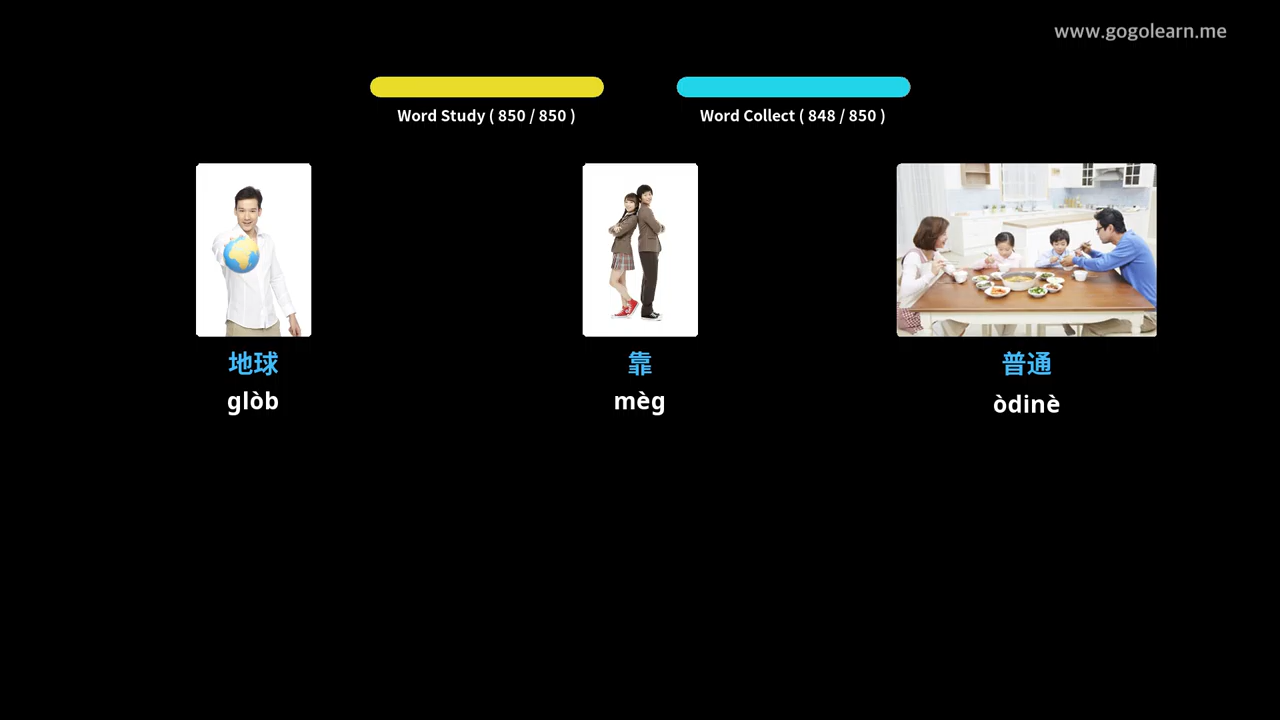 www.gogolearn.me
Word Study ( 850 / 850 )
Word Collect ( 848 / 850 )
地球
glòb
靠
mèg
普通
òdinè